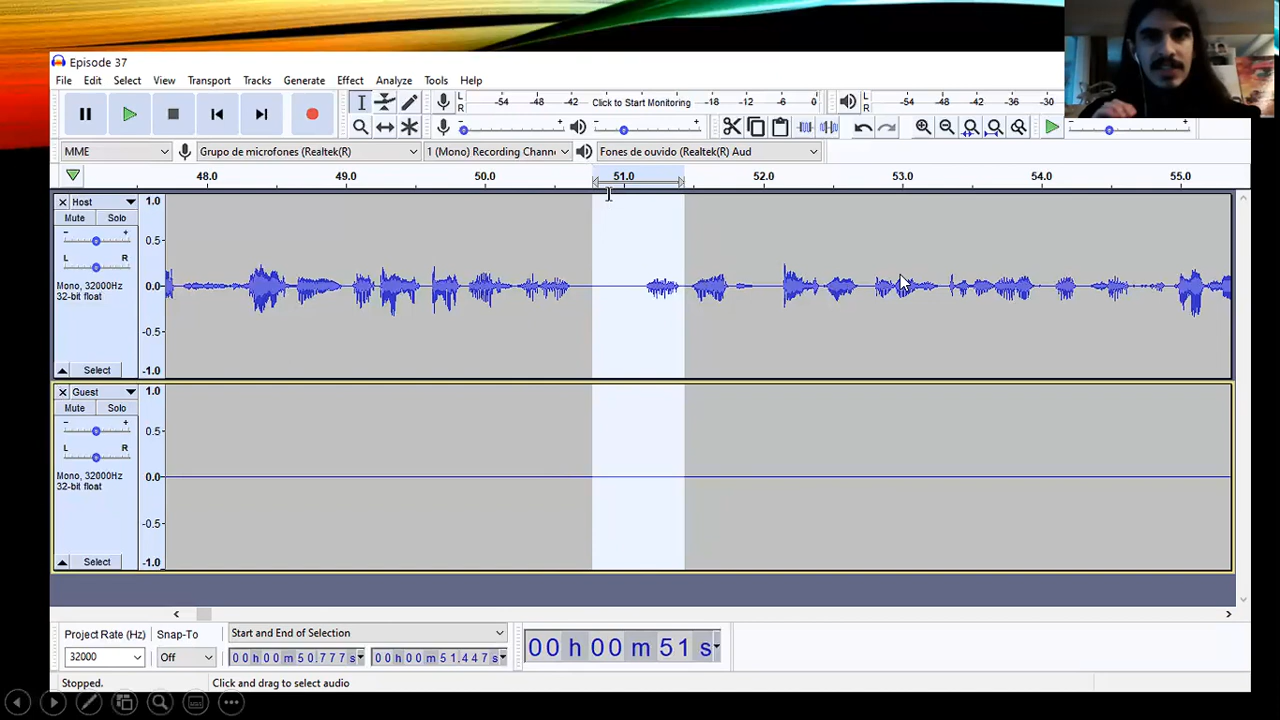 Episode 37
File Edit Select View Transport Tracks Generate Effect Analyze Tools Help
L R -54 -48 -42 Click to Start Monitoring -18 -12 -6 0 L R -54 -48 -42 -36 -30
MME Grupo de microfones (Realtek(R) 1 (Mono) Recording Chann Fones de ouvido (Realtek(R) Aud
48.0 49.0 50.0 51.0 52.0 53.0 54.0 55.0
Host 1.0
Mute Solo
- + 0.5
L R
Mono, 32000Hz 0.0
32-bit float
-0.5
Select -1.0
Guest 1.0
Mute Solo
- + 0.5
L R
Mono, 32000Hz 0.0
32-bit float
-0.5
Select -1.0
Project Rate (Hz) Snap-To Start and End of Selection
32000 Off 00 h 00 m 50.777 s 00 h 00 m 51.447 s 00 h 00 m 51 s
Stopped. Click and drag to select audio